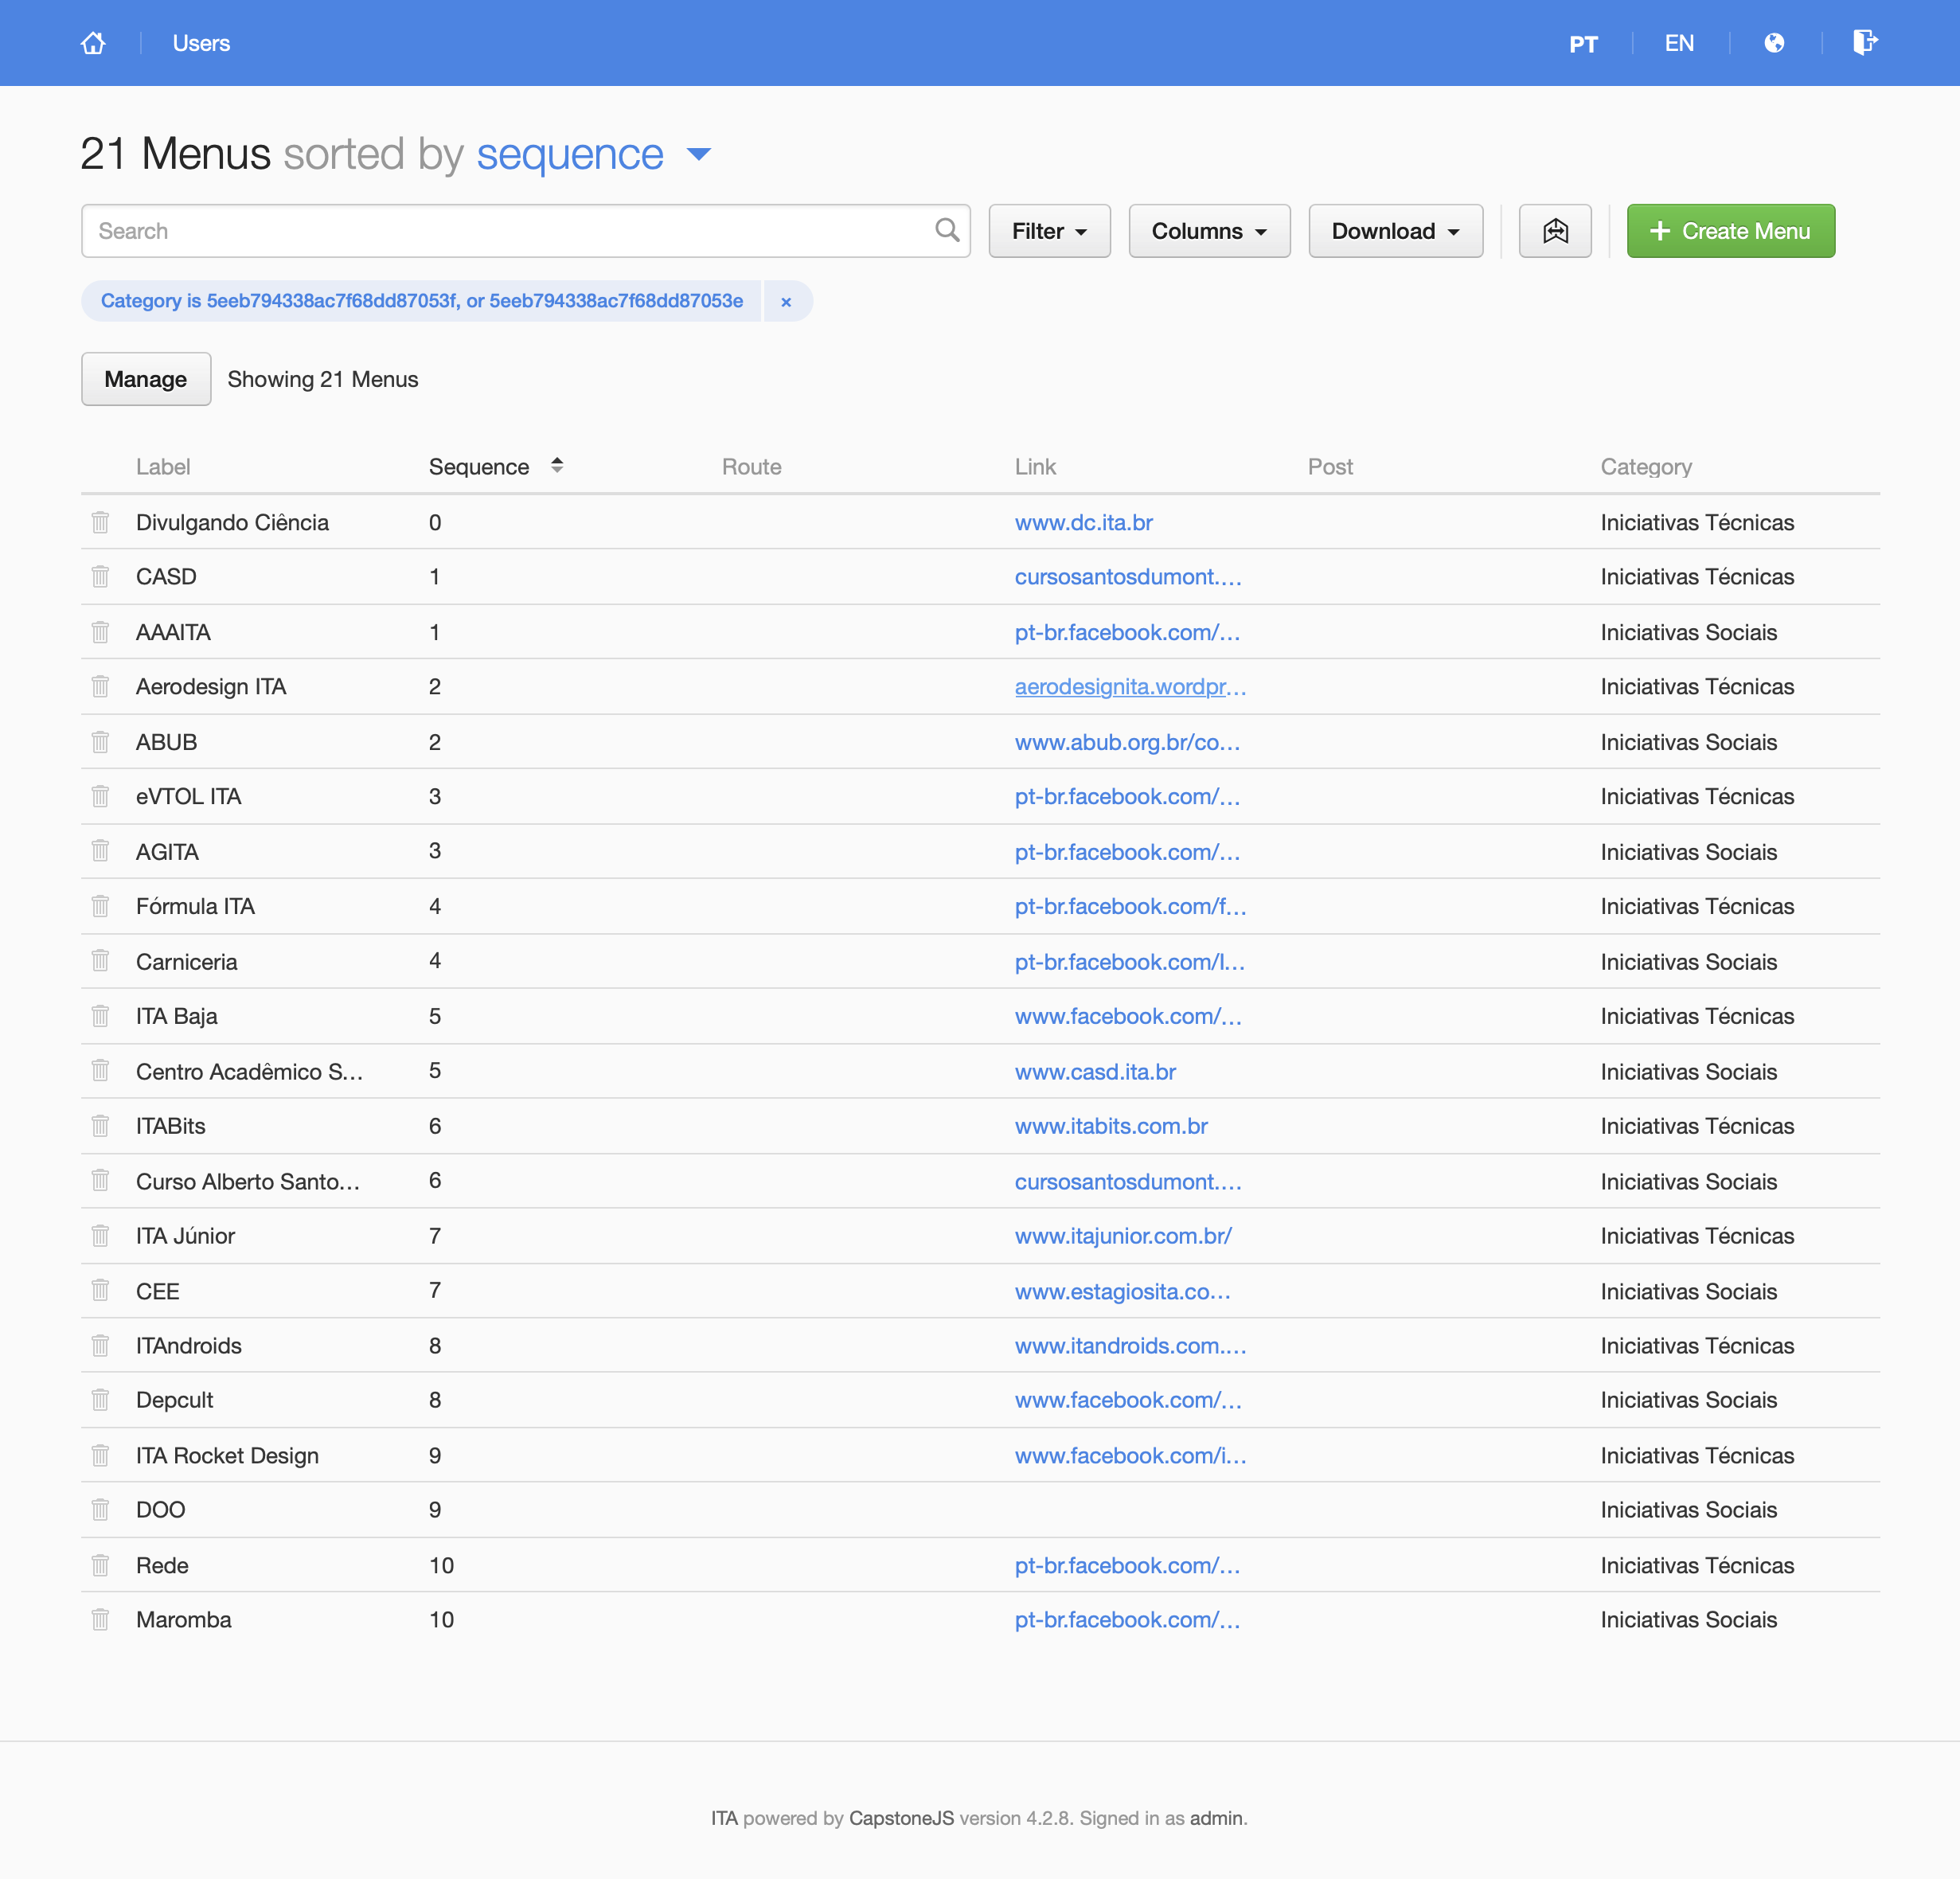 Users PT EN
21 Menus sorted by sequence
Search Filter Columns Download Create Menu
Category is 5eeb794338ac7f68dd87053f, or 5eeb794338ac7f68dd87053e ×
Manage Showing 21 Menus
Label Sequence Route Link Post Category
Divulgando Ciência 0 www.dc.ita.br Iniciativas Técnicas
CASD 1 cursosantosdumont.... Iniciativas Técnicas
AAAITA 1 pt-br.facebook.com/... Iniciativas Sociais
Aerodesign ITA 2 aerodesignita.wordpr... Iniciativas Técnicas
ABUB 2 www.abub.org.br/co... Iniciativas Sociais
eVTOL ITA 3 pt-br.facebook.com/... Iniciativas Técnicas
AGITA 3 pt-br.facebook.com/... Iniciativas Sociais
Fórmula ITA 4 pt-br.facebook.com/f... Iniciativas Técnicas
Carniceria 4 pt-br.facebook.com/l... Iniciativas Sociais
ITA Baja 5 www.facebook.com/... Iniciativas Técnicas
Centro Acadêmico S... 5 www.casd.ita.br Iniciativas Sociais
ITABits 6 www.itabits.com.br Iniciativas Técnicas
Curso Alberto Santo... 6 cursosantosdumont.... Iniciativas Sociais
ITA Júnior 7 www.itajunior.com.br/ Iniciativas Técnicas
CEE 7 www.estagiosita.co... Iniciativas Sociais
ITAndroids 8 www.itandroids.com.... Iniciativas Técnicas
Depcult 8 www.facebook.com/... Iniciativas Sociais
ITA Rocket Design 9 www.facebook.com/i... Iniciativas Técnicas
DOO 9 Iniciativas Sociais
Rede 10 pt-br.facebook.com/... Iniciativas Técnicas
Maromba 10 pt-br.facebook.com/... Iniciativas Sociais
ITA powered by CapstoneJS version 4.2.8. Signed in as admin.